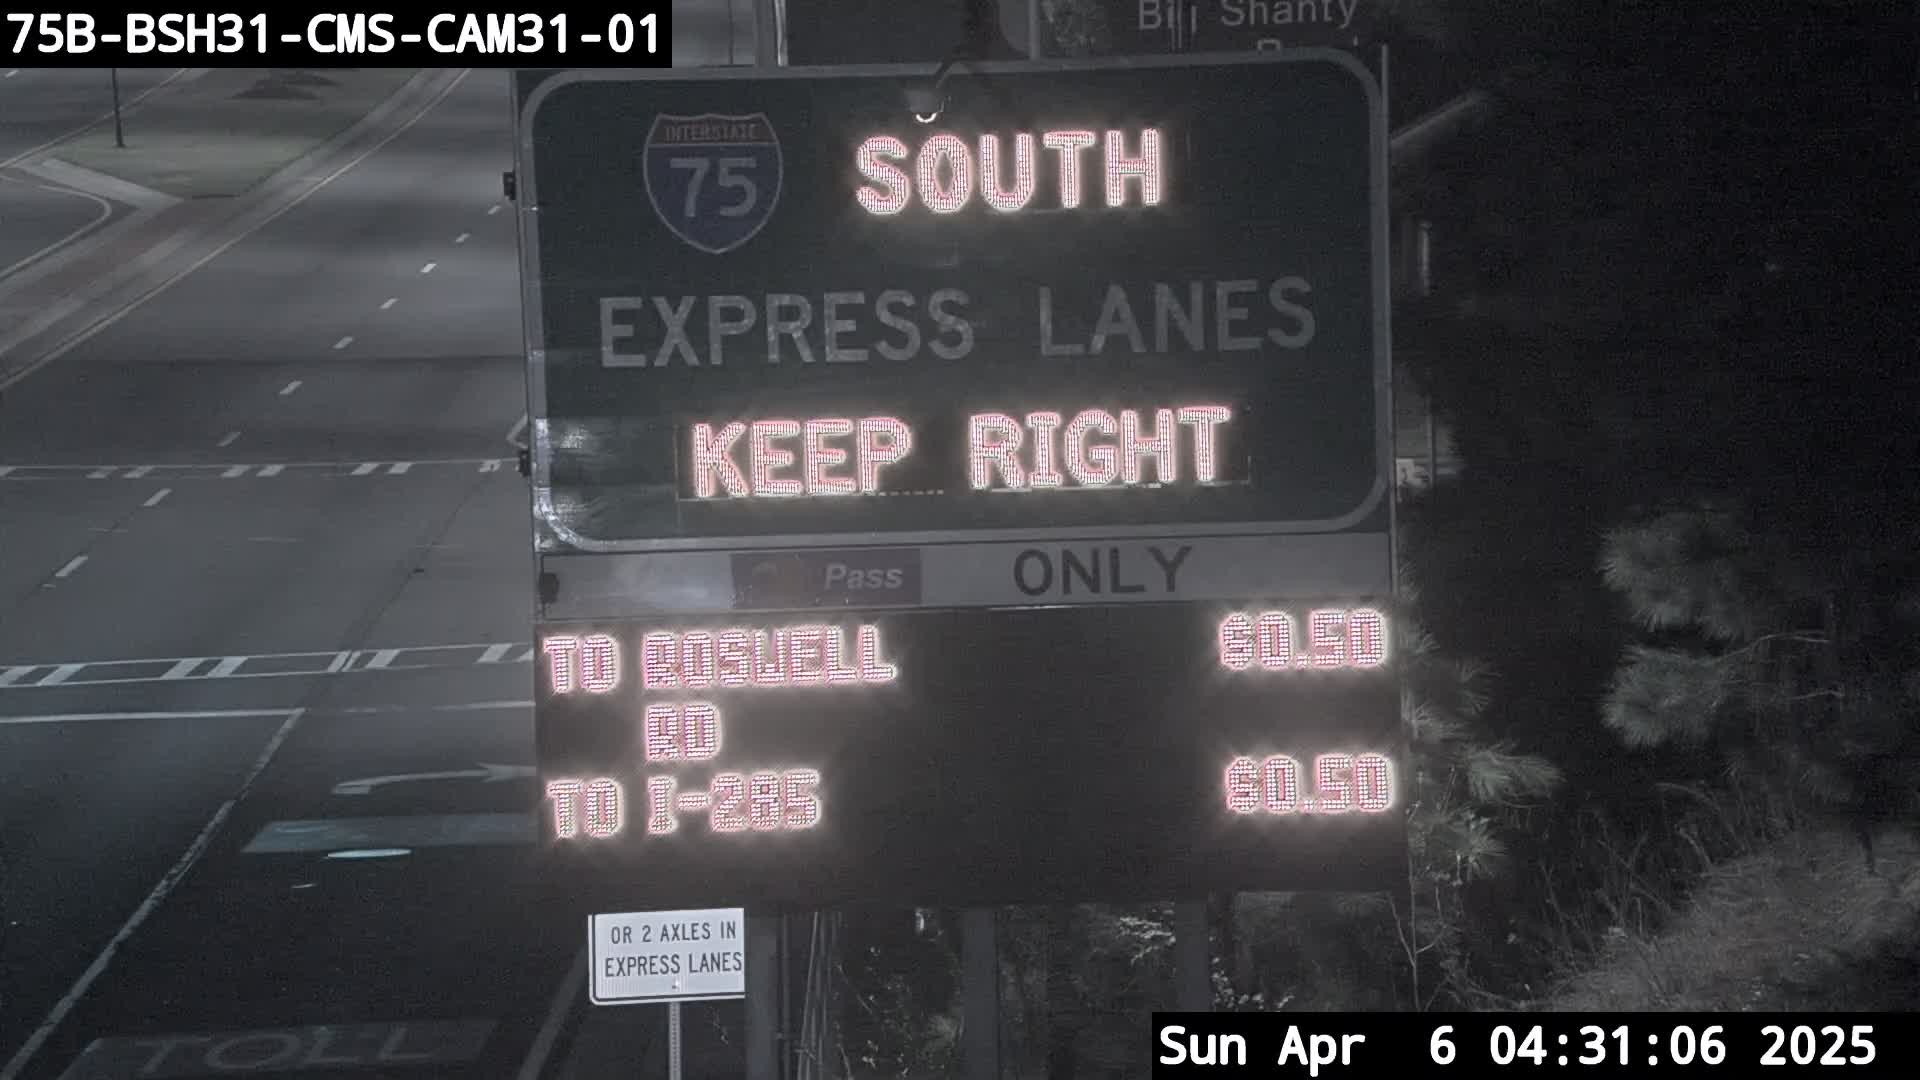 75B-BSH31-CMS-CAM31-01
Shanty
INTERSTATE
75
SOUTH
EXPRESS LANES
KEEP RIGHT
Pass ONLY
TO ROSWELL $0.50
RD
TO I-285 $0.50
OR 2 AXLES IN
EXPRESS LANES
TOLL
Sun Apr 6 04:31:06 2025